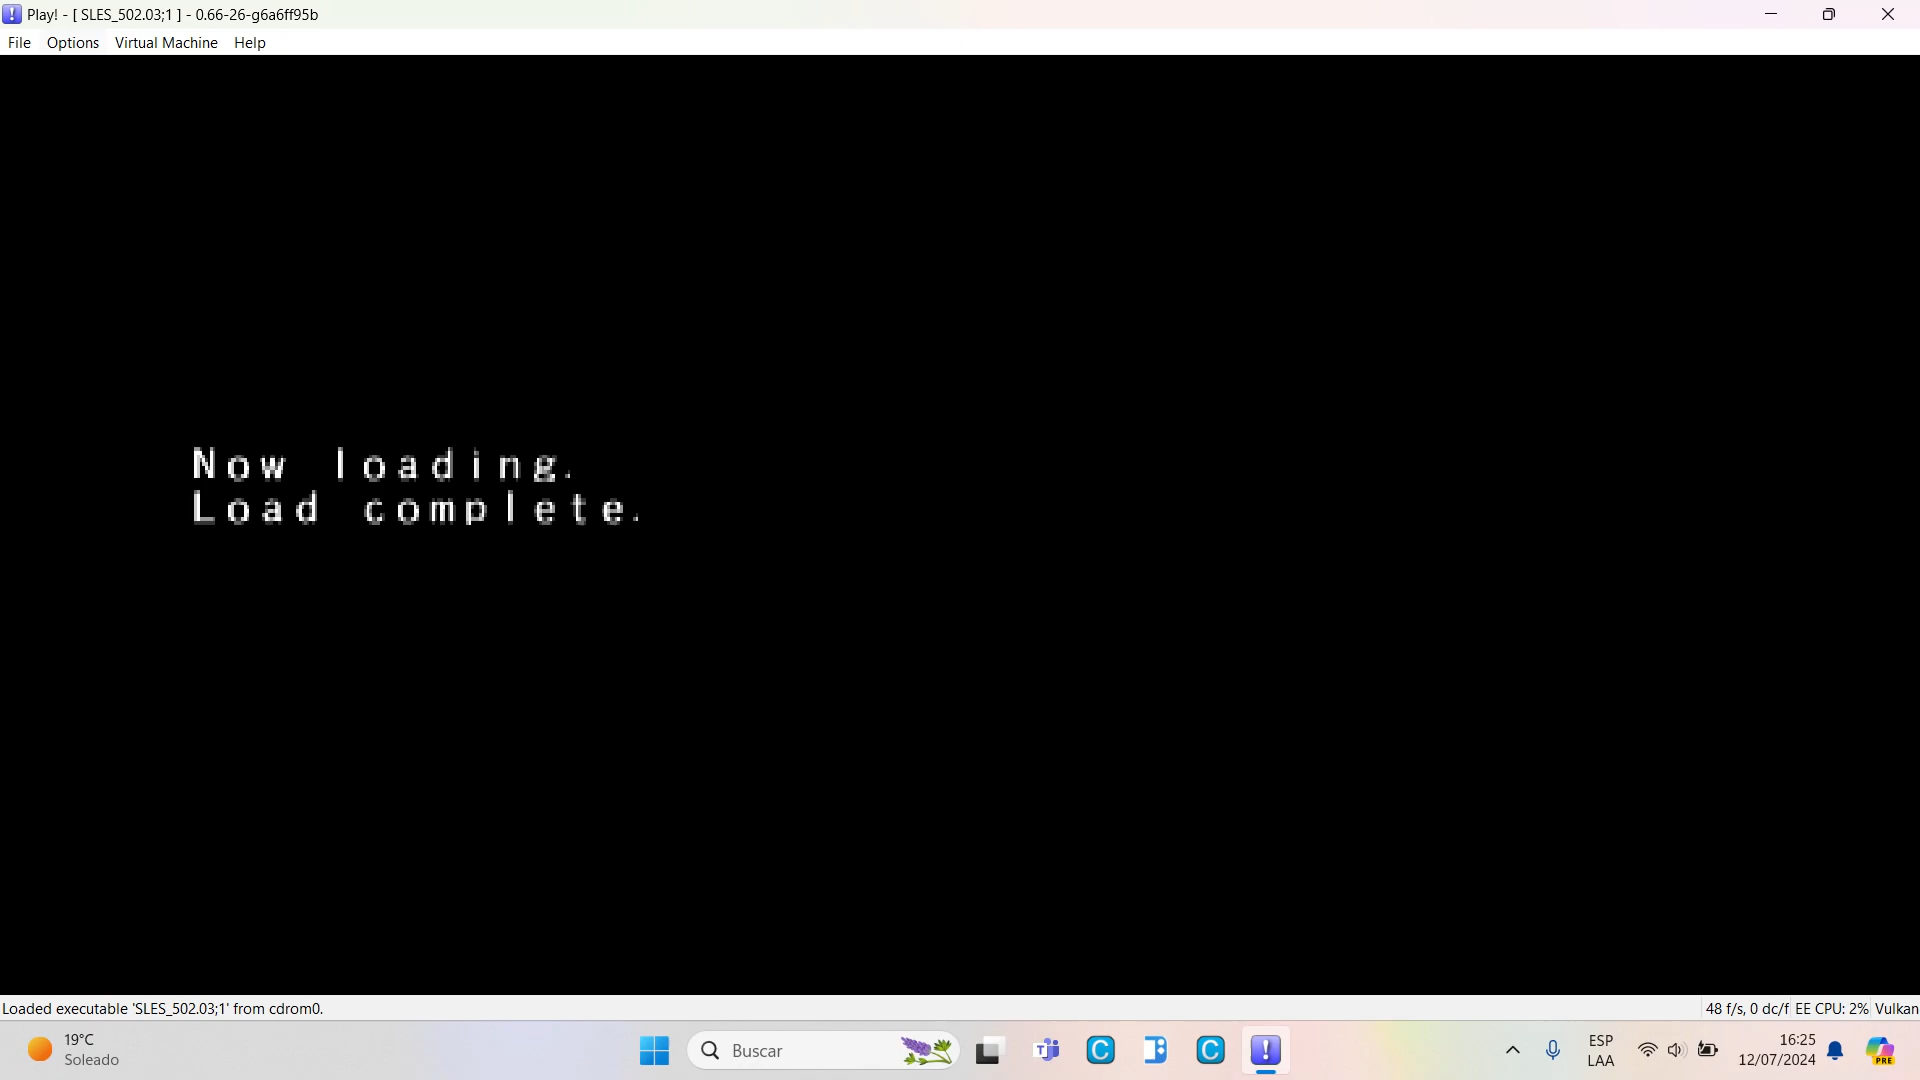 Play! - [ SLES_502.03;1 ] - 0.66-26-g6a6ff95b
File Options Virtual Machine Help
Now loading.
Load complete.
Loaded executable 'SLES_502.03;1' from cdrom0.
48 f/s, 0 dc/f EE CPU: 2% Vulkan
19°C
Soleado
Buscar
ESP
LAA
16:25
12/07/2024
PRE